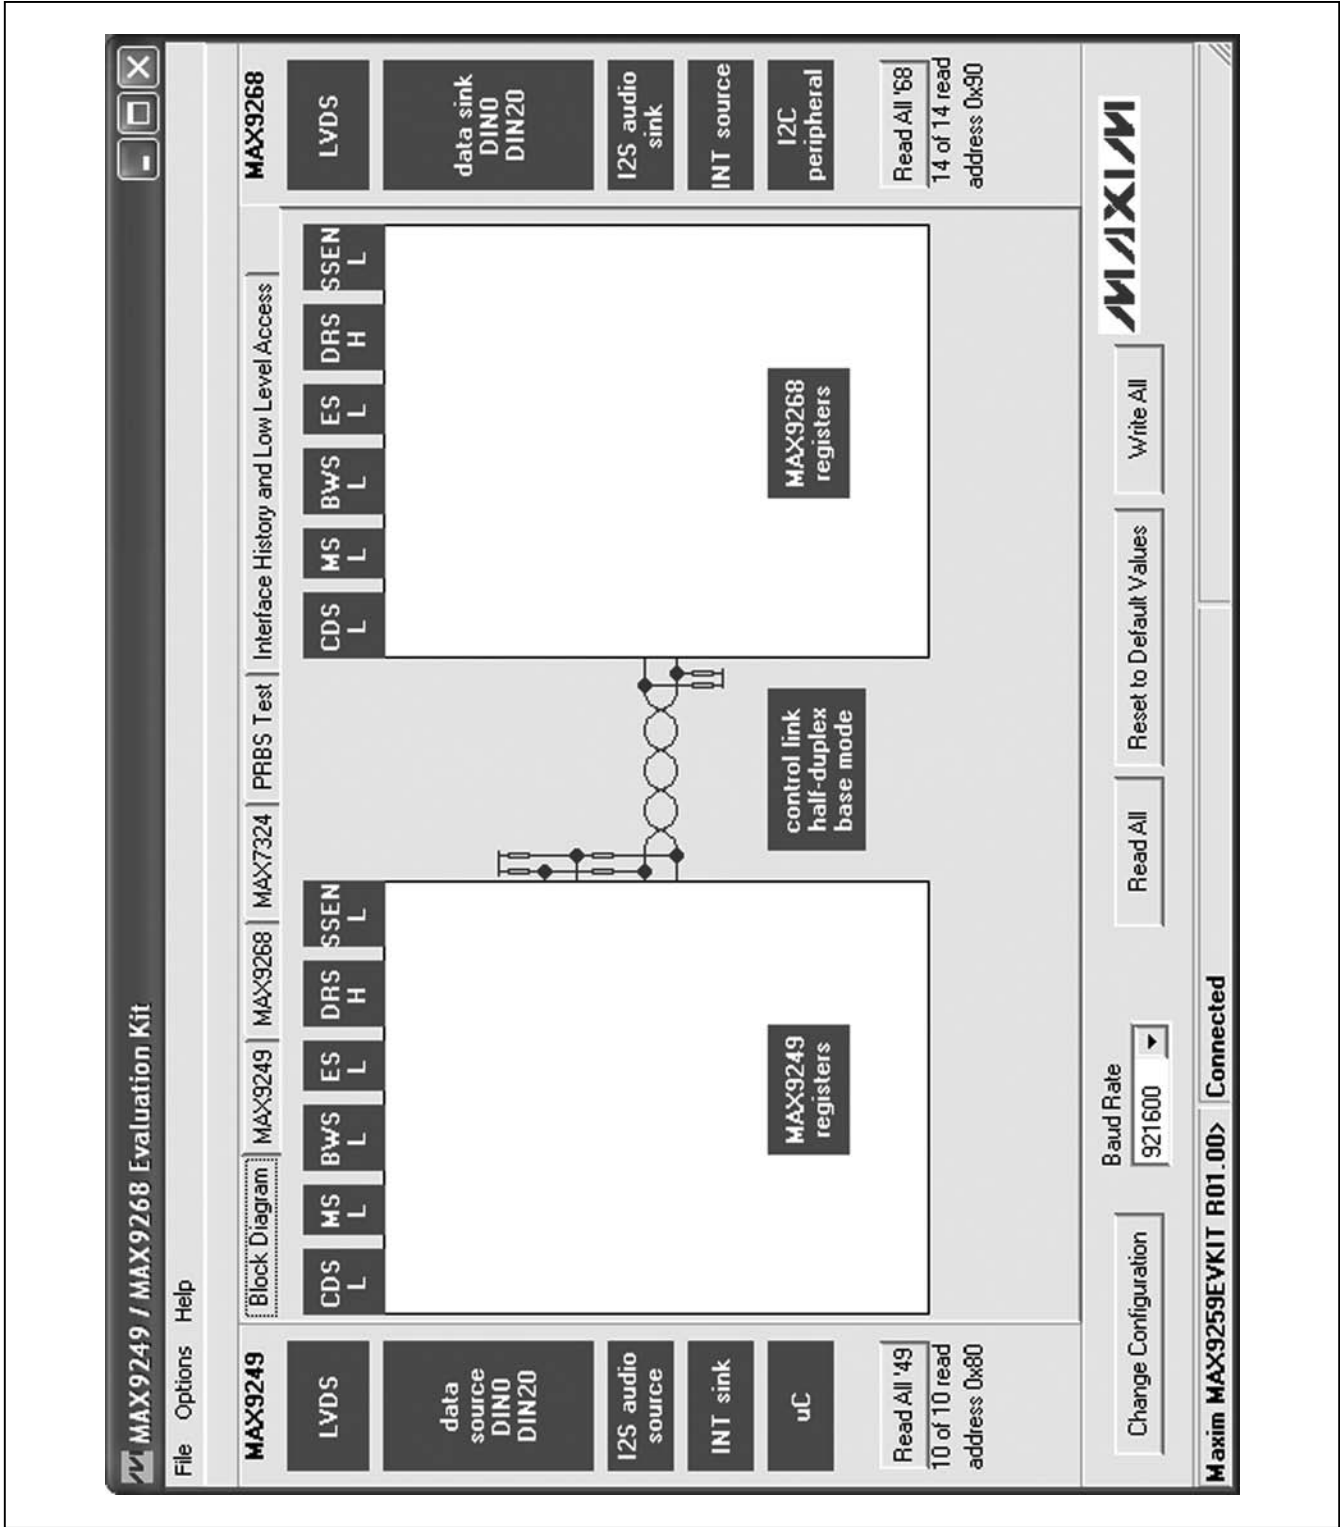 MAX9249 / MAX9268 Evaluation Kit
File Options Help
MAX9249
Block Diagram
MAX9249
MAX9268
MAX7324
PRBS Test
Interface History and Low Level Access
MAX9268
LVDS
CDS
L
MS
L
BWS
L
ES
L
DRS
H
SSEN
L
CDS
L
MS
L
BWS
L
ES
L
DRS
H
SSEN
L
LVDS
data
source
DIN0
DIN20
data sink
DIN0
DIN20
I2S audio
source
I2S audio
sink
INT sink
INT source
uC
MAX9249
registers
control link
half-duplex
base mode
MAX9268
registers
I2C
peripheral
Read All '49
10 of 10 read
address 0x80
Read All '68
14 of 14 read
address 0x90
Change Configuration
Baud Rate
921600
Read All
Reset to Default Values
Write All
MAXIM
Maxim MAX9259EVKIT R01.00>
Connected